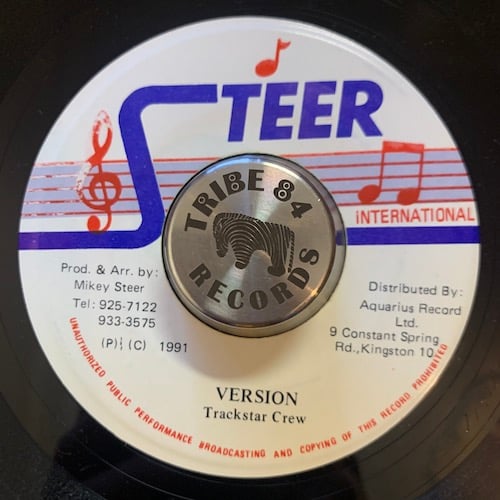 STEER
INTERNATIONAL
TRIBE 84
RECORDS
Prod. & Arr. by:
Mikey Steer
Tel: 925-7122
933-3575
(P)¦ (C) 1991
Distributed By:
Aquarius Record
Ltd.
9 Constant Spring
Rd.,Kingston 10.
VERSION
Trackstar Crew
UNAUTHORIZED PUBLIC PERFORMANCE BROADCASTING AND COPYING OF THIS RECORD PROHIBITED